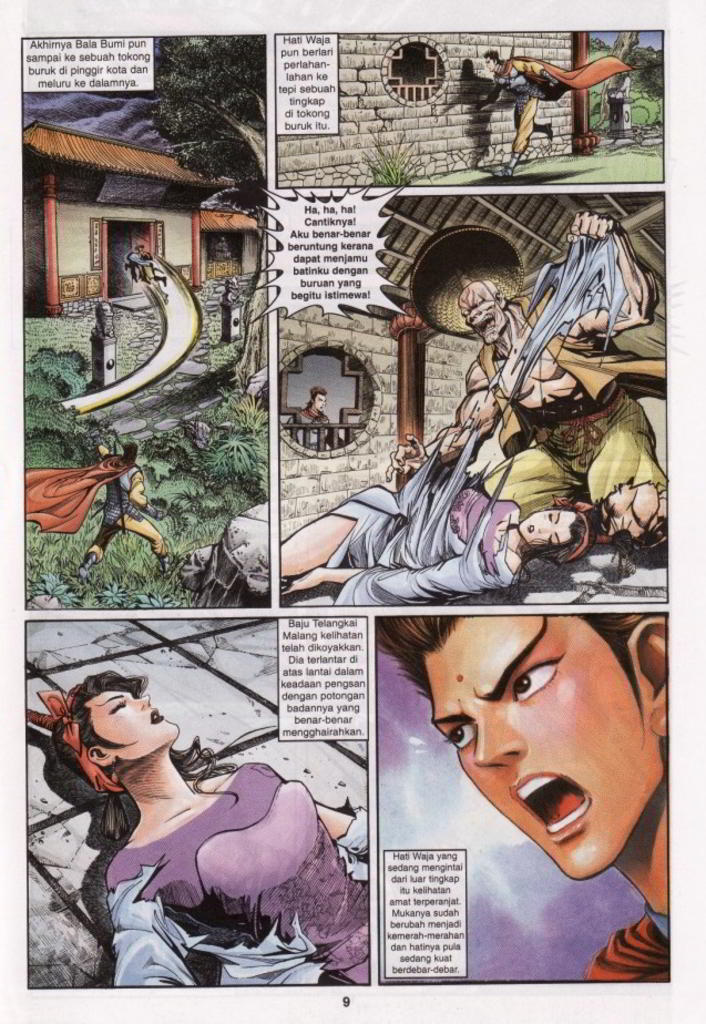 Akhirnya Bala Bumi pun
sampai ke sebuah tokong
buruk di pinggir kota dan
meluru ke dalamnya.
Hati Waja
pun berlari
perlahan-
lahan ke
tepi sebuah
tingkap
di tokong
buruk itu.
Ha, ha, ha!
Cantiknya!
Aku benar-benar
beruntung kerana
dapat menjamu
batinku dengan
buruan yang
begitu istimewa!
Baju Telangkai
Malang kelihatan
telah dikoyakkan.
Dia terlantar di
atas lantai dalam
keadaan pengsan
dengan potongan
badannya yang
benar-benar
mengghairahkan.
Hati Waja yang
sedang mengintai
dari luar tingkap
itu kelihatan
amat terperanjat.
Mukanya sudah
berubah menjadi
kemerah-merahan
dan hatinya pula
sedang kuat
berdebar-debar.
9